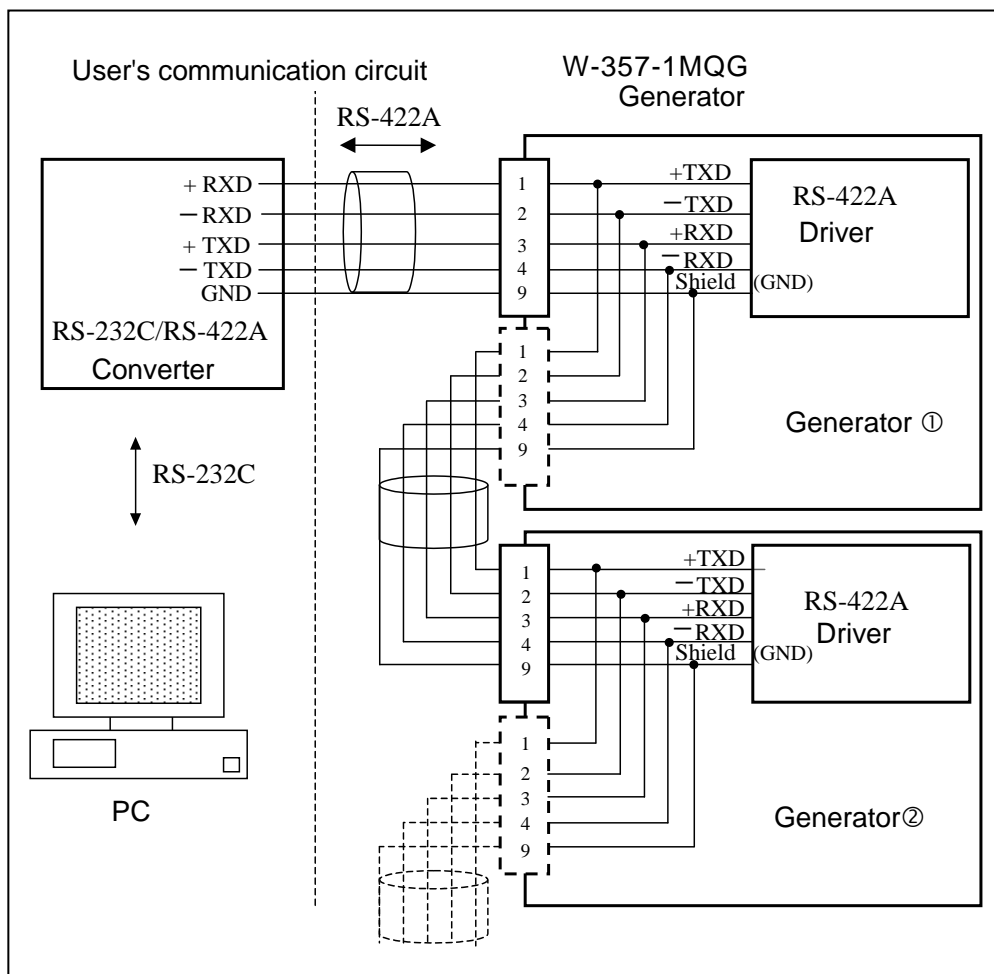 User's communication circuit
W-357-1MQG
Generator
RS-422A
+ RXD
− RXD
+ TXD
− TXD
GND
RS-232C/RS-422A
Converter
1
2
3
4
9
+TXD
−TXD
+RXD
−RXD
Shield (GND)
RS-422A
Driver
1
2
3
4
9
Generator ①
RS-232C
1
2
3
4
9
+TXD
−TXD
+RXD
−RXD
Shield (GND)
RS-422A
Driver
1
2
3
4
9
Generator②
PC